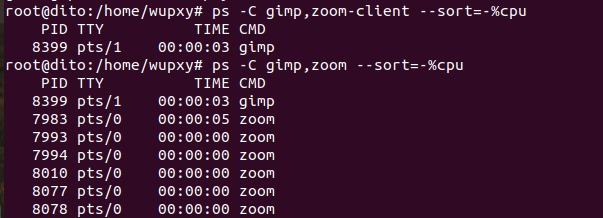 root@dito:/home/wupxy# ps -C gimp,zoom-client --sort=-%cpu
PID TTY TIME CMD
8399 pts/1 00:00:03 gimp
root@dito:/home/wupxy# ps -C gimp,zoom --sort=-%cpu
PID TTY TIME CMD
8399 pts/1 00:00:03 gimp
7983 pts/0 00:00:05 zoom
7993 pts/0 00:00:00 zoom
7994 pts/0 00:00:00 zoom
8010 pts/0 00:00:00 zoom
8077 pts/0 00:00:00 zoom
8078 pts/0 00:00:00 zoom